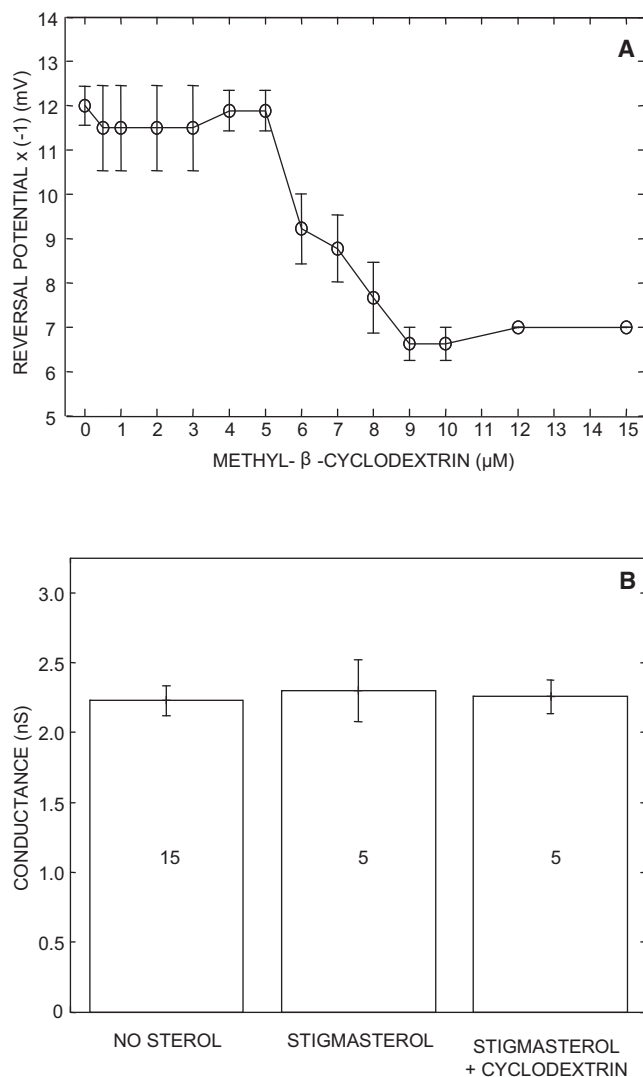 A
14
13
12
11
10
9
8
7
6
5
REVERSAL POTENTIAL x (-1) (mV)
0 1 2 3 4 5 6 7 8 9 10 11 12 13 14 15
METHYL- β -CYCLODEXTRIN (µM)
B
3.0
2.5
2.0
1.5
1.0
0.5
0
CONDUCTANCE (nS)
15 5 5
NO STEROL STIGMASTEROL STIGMASTEROL
+ CYCLODEXTRIN